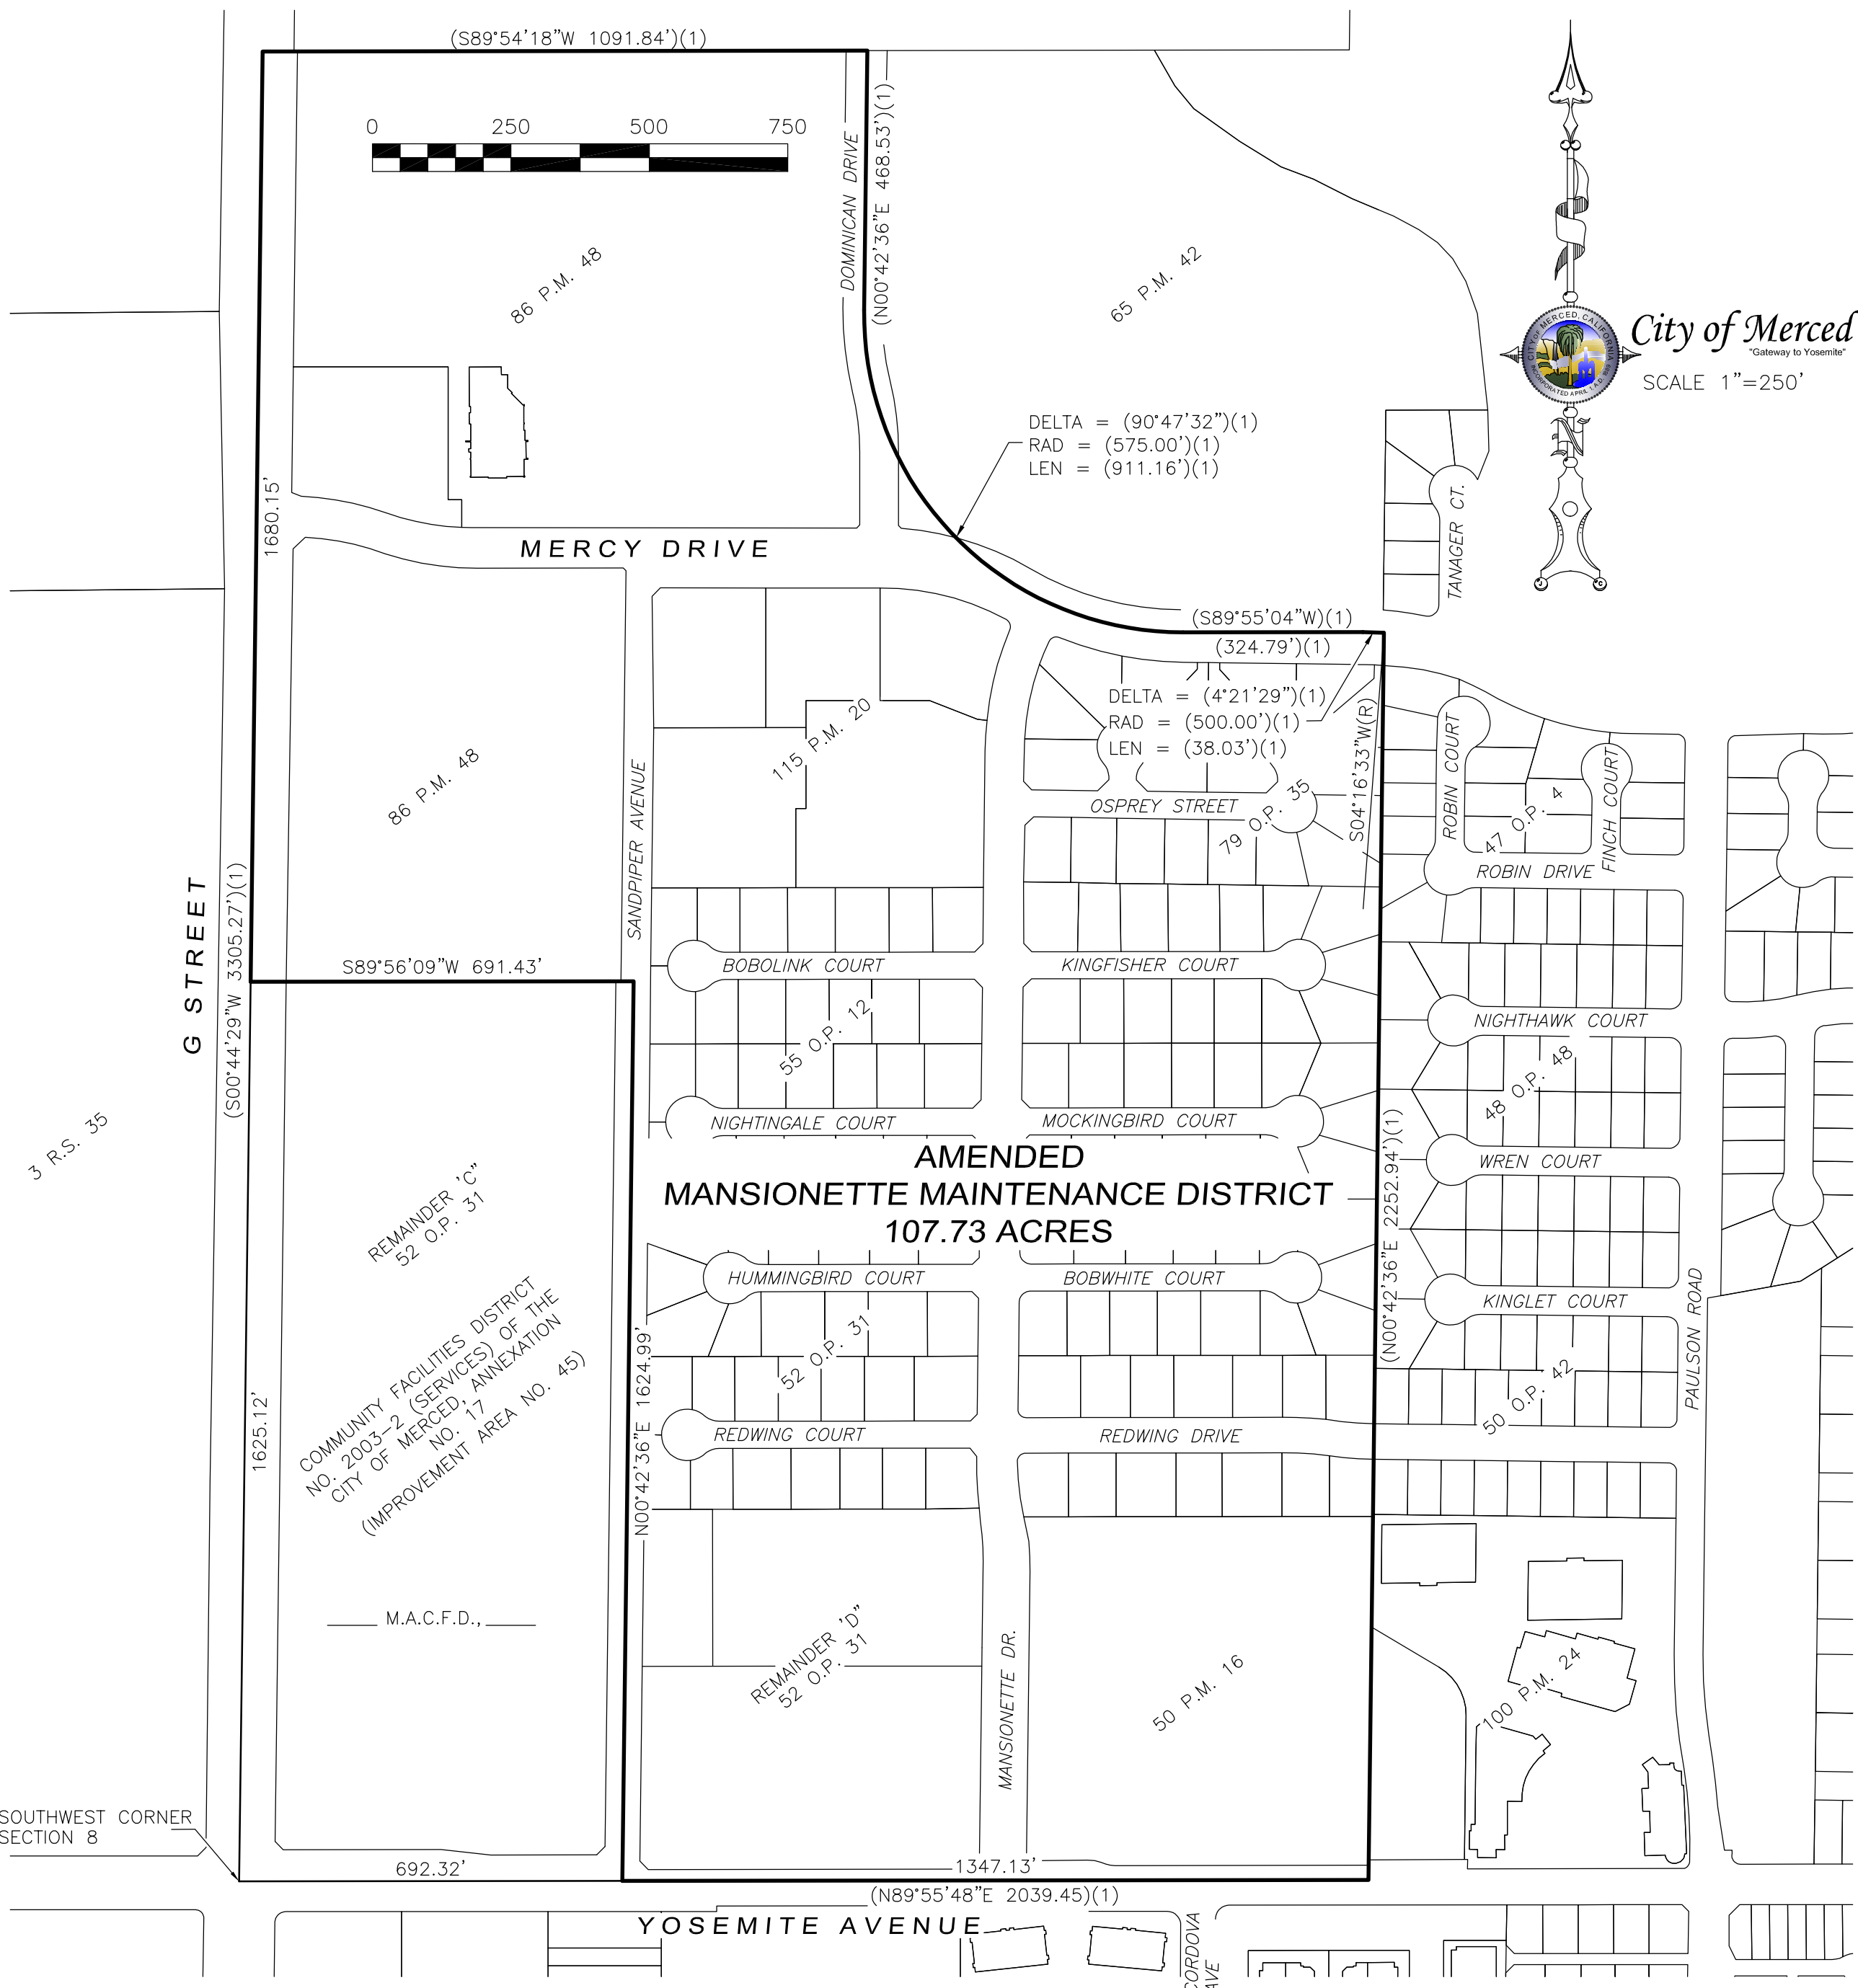 (S89°54'18"W 1091.84')(1)
0 250 500 750
DOMINICAN DRIVE
(N00°42'36"E 468.53')(1)
86 P.M. 48
65 P.M. 42
CITY OF MERCED, CALIFORNIA
INCORPORATED APRIL 1, A.D. 1889
City of Merced
"Gateway to Yosemite"
SCALE 1"=250'
N
J
C
DELTA = (90°47'32")(1)
RAD = (575.00')(1)
LEN = (911.16')(1)
1680.15'
MERCY DRIVE
TANAGER CT.
(S89°55'04"W)(1)
(324.79')(1)
DELTA = (4°21'29")(1)
RAD = (500.00')(1)
LEN = (38.03')(1)
S04°16'33"W(R)
115 P.M. 20
86 P.M. 48
SANDPIPER AVENUE
OSPREY STREET
79 O.P. 35
ROBIN COURT
47 O.P. 4
FINCH COURT
ROBIN DRIVE
G STREET
(S00°44'29"W 3305.27')(1)
S89°56'09"W 691.43'
BOBOLINK COURT
KINGFISHER COURT
NIGHTHAWK COURT
55 O.P. 12
48 O.P. 48
NIGHTINGALE COURT
MOCKINGBIRD COURT
WREN COURT
3 R.S. 35
AMENDED
MANSIONETTE MAINTENANCE DISTRICT
107.73 ACRES
(N00°42'36"E 2252.94')(1)
REMAINDER 'C"
52 O.P. 31
HUMMINGBIRD COURT
BOBWHITE COURT
KINGLET COURT
PAULSON ROAD
COMMUNITY FACILITIES DISTRICT
NO. 2003-2 (SERVICES) OF THE
CITY OF MERCED, ANNEXATION
NO. 17
(IMPROVEMENT AREA NO. 45)
1625.12'
N00°42'36"E 1624.99'
52 O.P. 31
50 O.P. 42
REDWING COURT
REDWING DRIVE
M.A.C.F.D.,
REMAINDER 'D"
52 O.P. 31
MANSIONETTE DR.
50 P.M. 16
100 P.M. 24
SOUTHWEST CORNER
SECTION 8
692.32'
1347.13'
(N89°55'48"E 2039.45)(1)
YOSEMITE AVENUE
CORDOVA
AVE